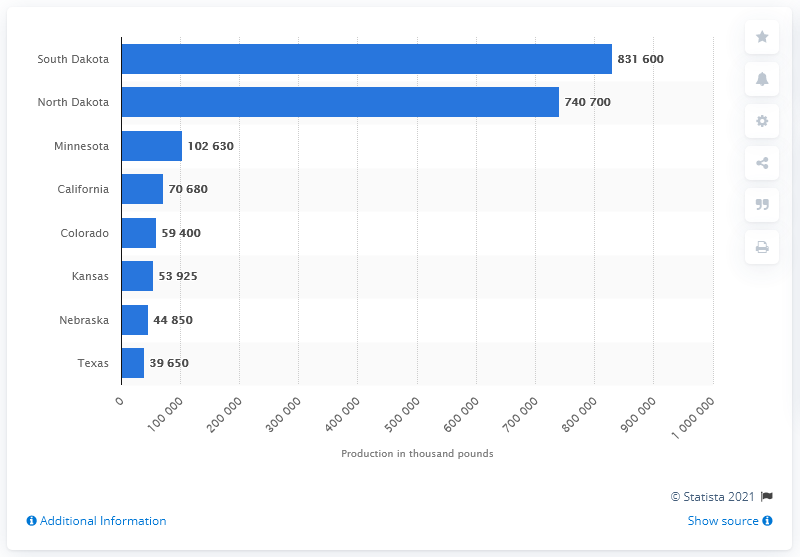 South Dakota 831 600
North Dakota 740 700
Minnesota 102 630
California 70 680
Colorado 59 400
Kansas 53 925
Nebraska 44 850
Texas 39 650
0 100 000 200 000 300 000 400 000 500 000 600 000 700 000 800 000 900 000 1 000 000
Production in thousand pounds
© Statista 2021
Additional Information Show source